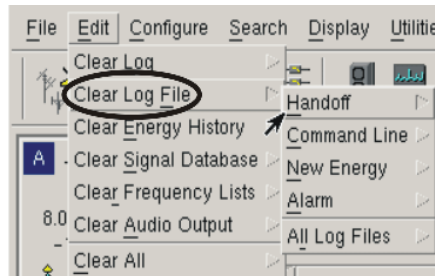 File Edit Configure Search Display Utilitie
Clear Log
Clear Log File
Clear Energy History
Clear Signal Database
Clear Frequency Lists
Clear Audio Output
Clear All
Handoff
Command Line
New Energy
Alarm
All Log Files
A
8.0